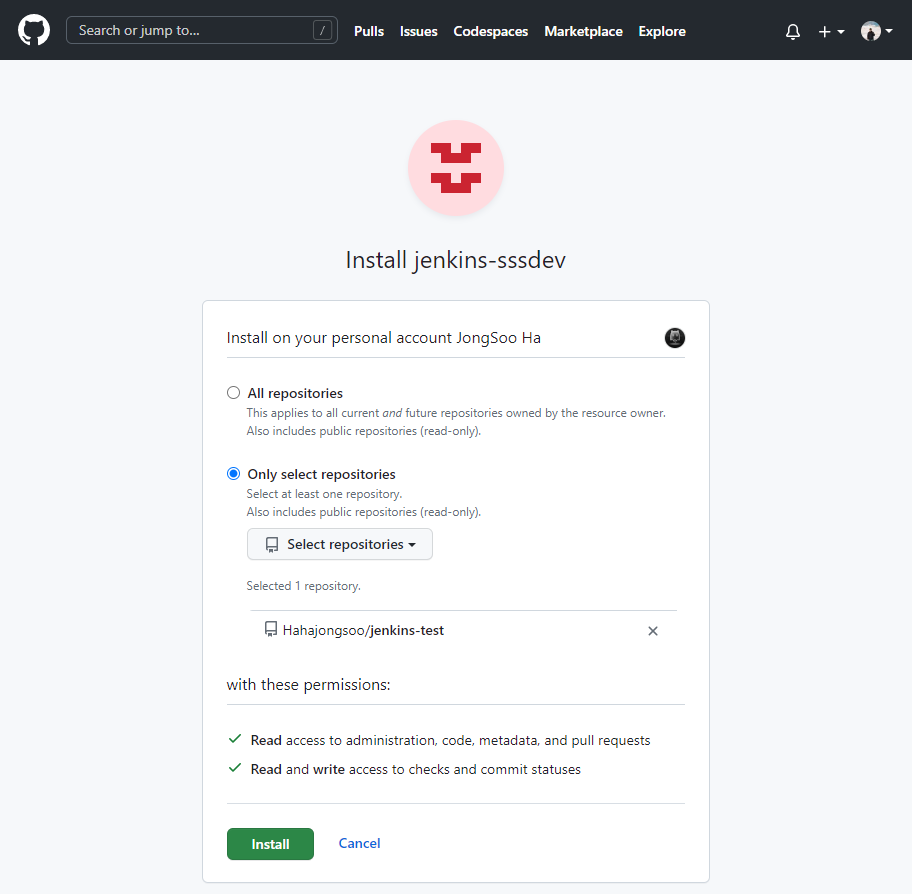 Search or jump to... /
Pulls Issues Codespaces Marketplace Explore
Install jenkins-sssdev
Install on your personal account JongSoo Ha
All repositories
This applies to all current and future repositories owned by the resource owner.
Also includes public repositories (read-only).
Only select repositories
Select at least one repository.
Also includes public repositories (read-only).
Select repositories
Selected 1 repository.
Hahajongsoo/jenkins-test
with these permissions:
Read access to administration, code, metadata, and pull requests
Read and write access to checks and commit statuses
Install Cancel